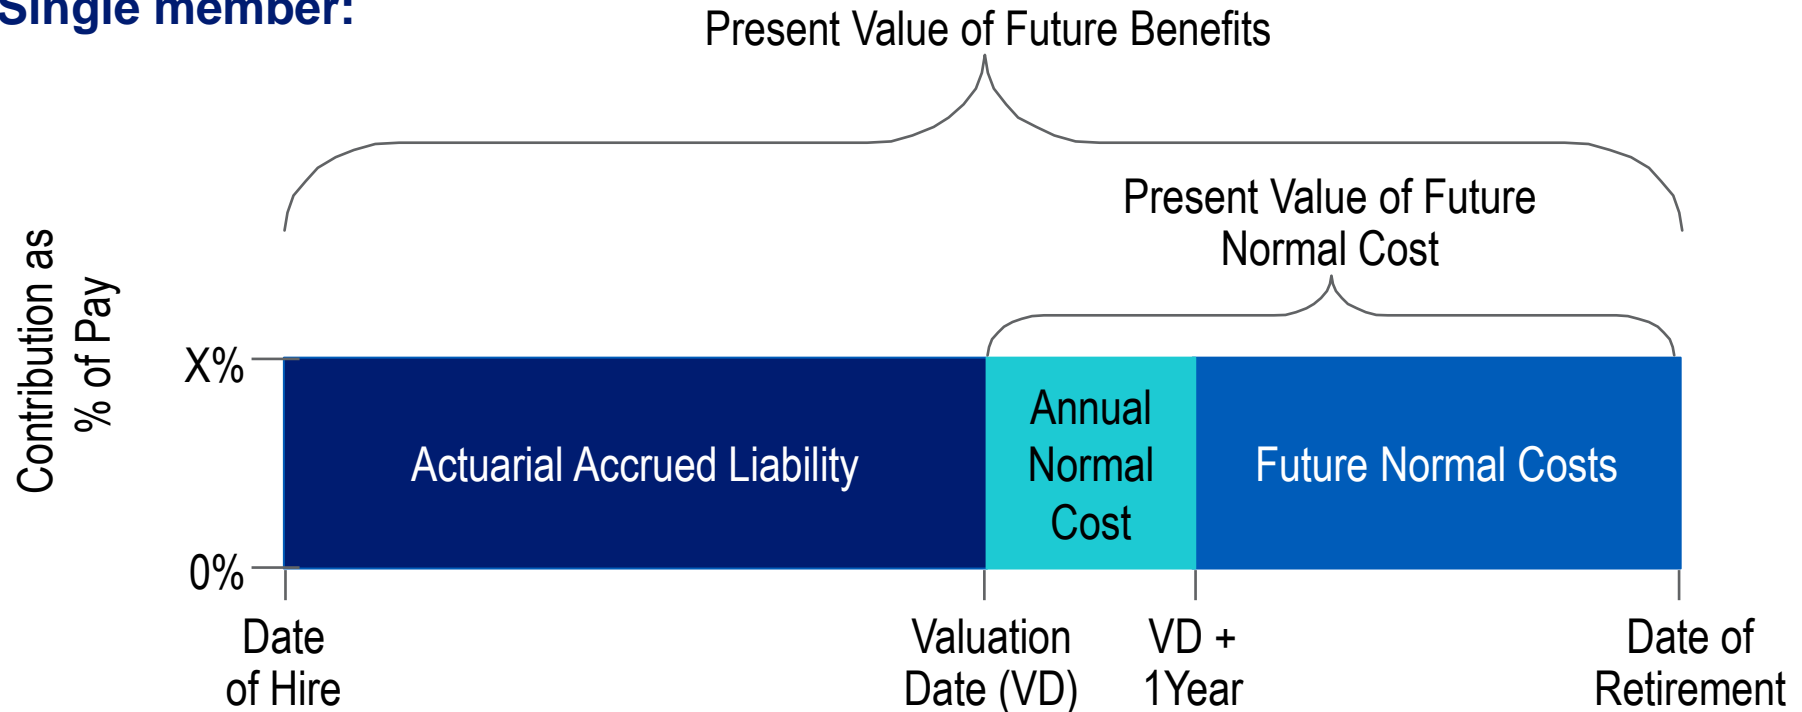 Single member:
Present Value of Future Benefits
Present Value of Future
Normal Cost
Contribution as
% of Pay
X%
0%
Actuarial Accrued Liability
Annual
Normal
Cost
Future Normal Costs
Date
of Hire
Valuation
Date (VD)
VD +
1Year
Date of
Retirement